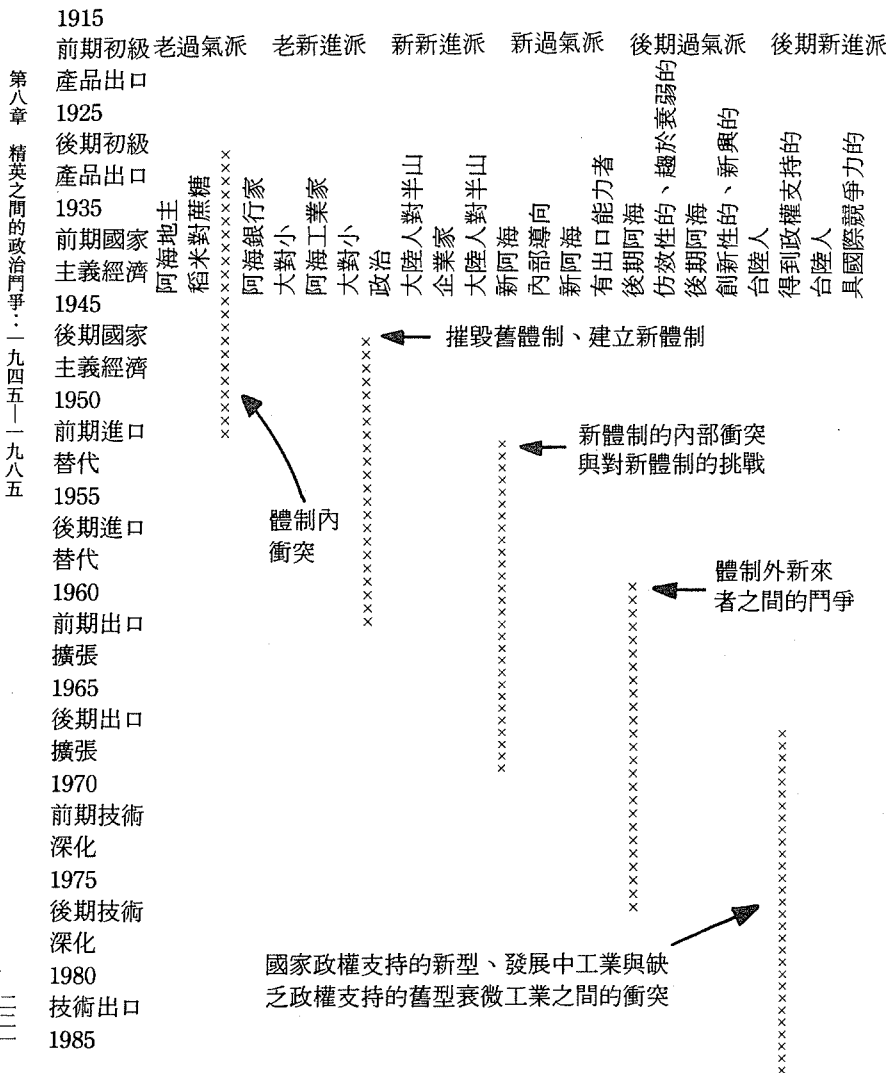 1915
前期初級
產品出口
1925
後期初級
產品出口
1935
前期國家
主義經濟
1945
後期國家
主義經濟
1950
前期進口
替代
1955
後期進口
替代
1960
前期出口
擴張
1965
後期出口
擴張
1970
前期技術
深化
1975
後期技術
深化
1980
技術出口
1985
老過氣派 老新進派 新新進派 新過氣派 後期過氣派 後期新進派
阿海地主
稻米對蔗糖
阿海銀行家
大對小
阿海工業家
大對小
政治
大陸人對半山
企業家
大陸人對半山
新阿海
內部導向
新阿海
有出口能力者
後期阿海
仿效性的、趨於衰弱的
後期阿海
創新性的、新興的
台陸人
得到政權支持的
台陸人
具國際競爭力的
摧毀舊體制、建立新體制
體制內
衝突
新體制的內部衝突
與對新體制的挑戰
體制外新來
者之間的鬥爭
國家政權支持的新型、發展中工業與缺
乏政權支持的舊型衰微工業之間的衝突
第八章 精英之間的政治鬥爭：一九四五—一九八五